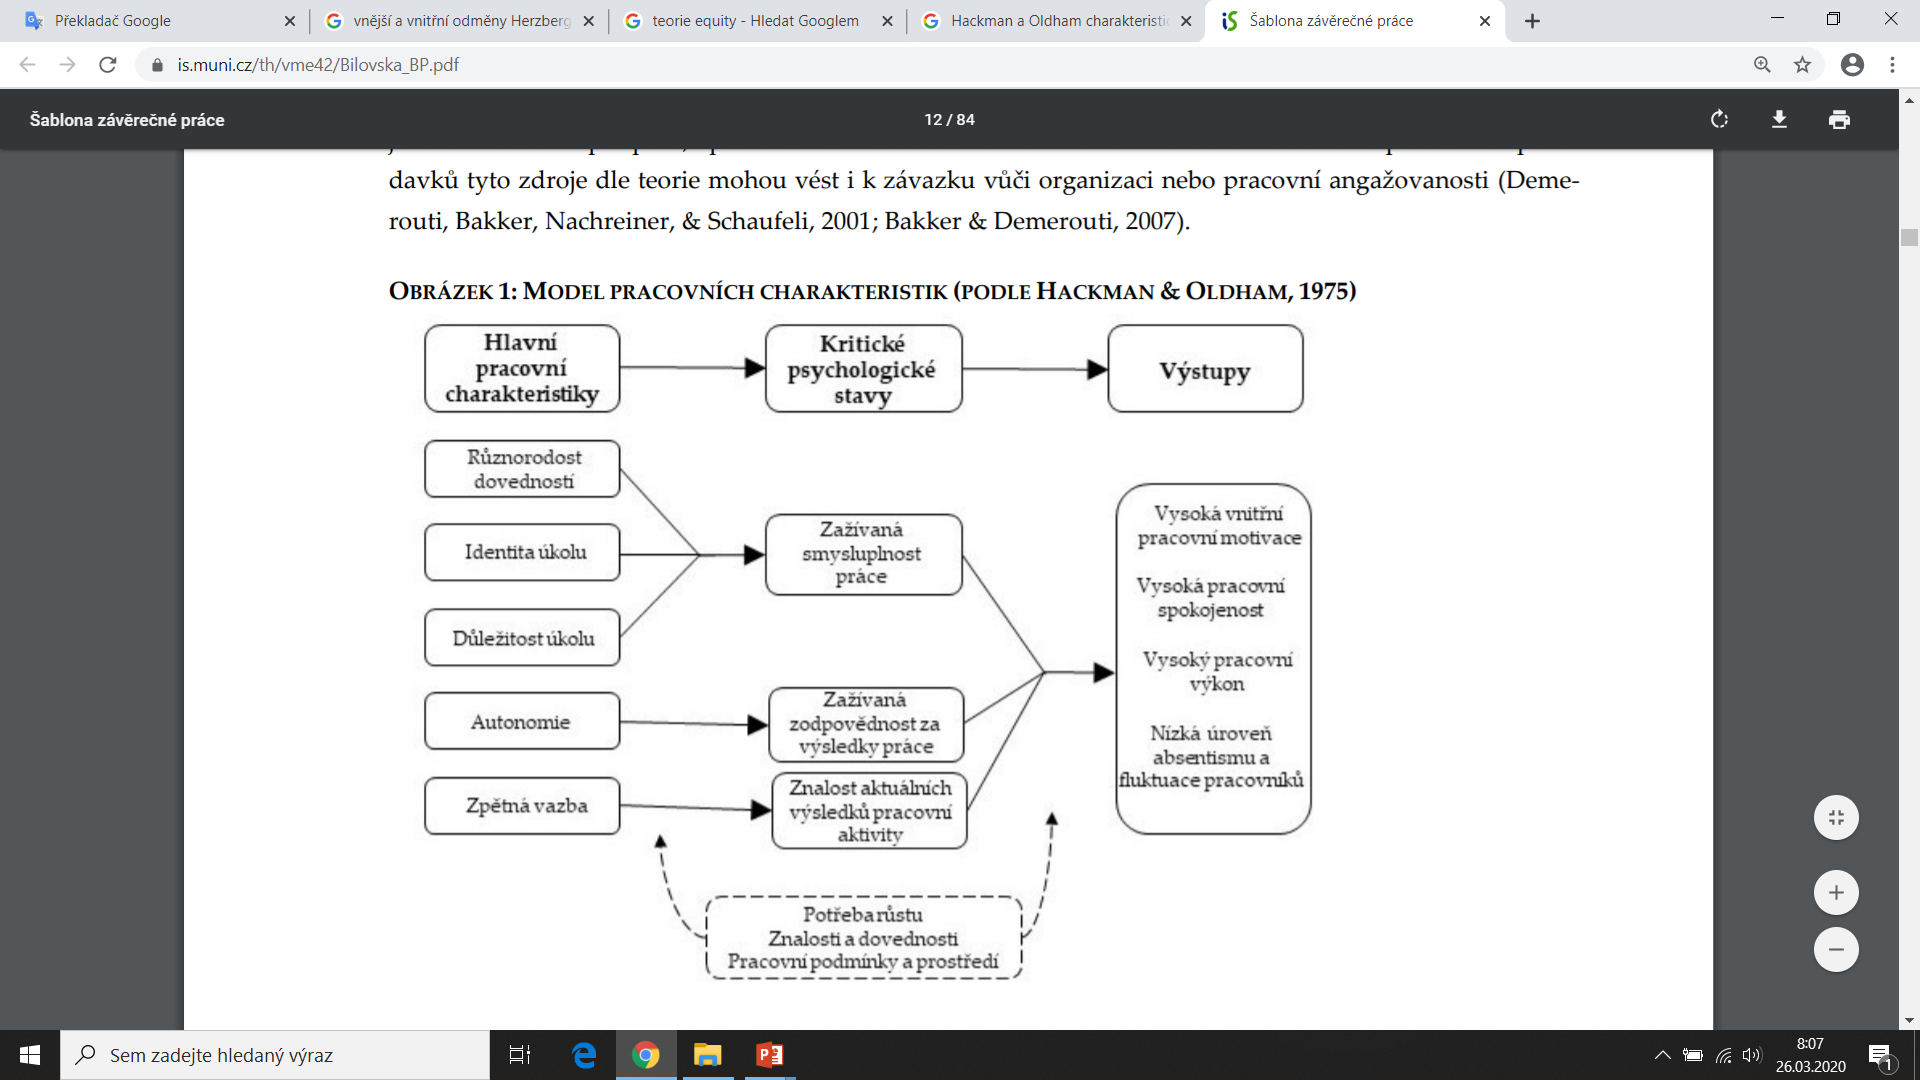 Překladač Google
vnější a vnitřní odměny Herzberg
teorie equity - Hledat Googlem
Hackman a Oldham charakteristic
Šablona závěrečné práce
is.muni.cz/th/vme42/Bilovska_BP.pdf
Šablona závěrečné práce
12 / 84
davků tyto zdroje dle teorie mohou vést i k závazku vůči organizaci nebo pracovní angažovanosti (Deme-
routi, Bakker, Nachreiner, & Schaufeli, 2001; Bakker & Demerouti, 2007).
OBRÁZEK 1: MODEL PRACOVNÍCH CHARAKTERISTIK (PODLE HACKMAN & OLDHAM, 1975)
Hlavní
pracovní
charakteristiky
Kritické
psychologické
stavy
Výstupy
Různorodost
dovedností
Identita úkolu
Důležitost úkolu
Autonomie
Zpětná vazba
Zažívaná
smysluplnost
práce
Zažívaná
zodpovědnost za
výsledky práce
Znalost aktuálních
výsledků pracovní
aktivity
Vysoká vnitřní
pracovní motivace
Vysoká pracovní
spokojenost
Vysoký pracovní
výkon
Nízká úroveň
absentismu a
fluktuace pracovníků
Potřeba růstu
Znalosti a dovednosti
Pracovní podmínky a prostředí
Sem zadejte hledaný výraz
8:07
26.03.2020
1